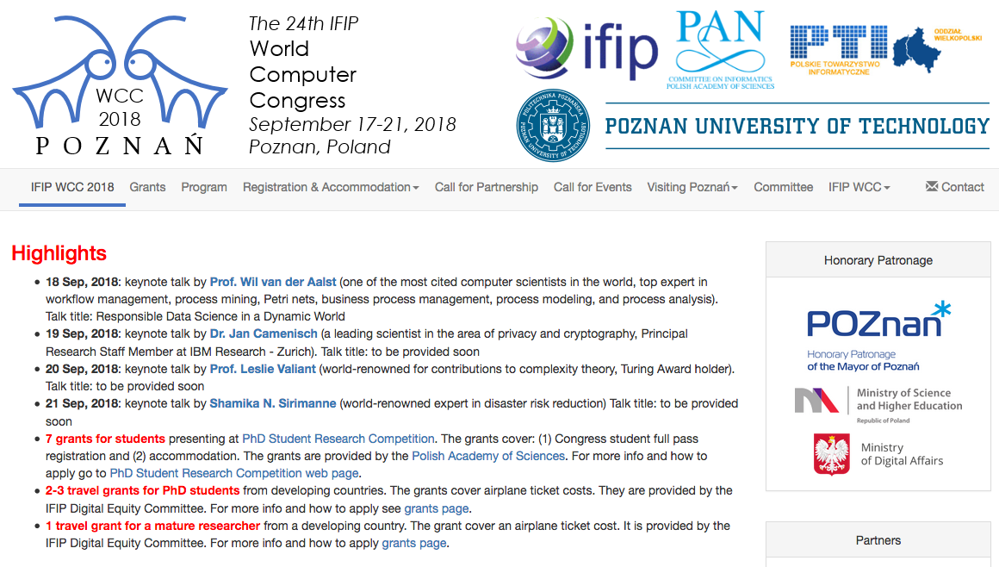 WCC
2018
POZNAŃ
The 24th IFIP
World
Computer
Congress
September 17-21, 2018
Poznan, Poland
ifip
PAN
COMMITTEE ON INFORMATICS
POLISH ACADEMY OF SCIENCES
PTI
POLSKIE TOWARZYSTWO
INFORMATYCZNE
ODDZIAŁ
WIELKOPOLSKI
POLITECHNIKA POZNAŃSKA
POZNAN UNIVERSITY OF TECHNOLOGY
POZNAN UNIVERSITY OF TECHNOLOGY
IFIP WCC 2018 Grants Program Registration & Accommodation Call for Partnership Call for Events Visiting Poznań Committee IFIP WCC Contact
Highlights
• 18 Sep, 2018: keynote talk by Prof. Wil van der Aalst (one of the most cited computer scientists in the world, top expert in
workflow management, process mining, Petri nets, business process management, process modeling, and process analysis).
Talk title: Responsible Data Science in a Dynamic World
• 19 Sep, 2018: keynote talk by Dr. Jan Camenisch (a leading scientist in the area of privacy and cryptography, Principal
Research Staff Member at IBM Research - Zurich). Talk title: to be provided soon
• 20 Sep, 2018: keynote talk by Prof. Leslie Valiant (world-renowned for contributions to complexity theory, Turing Award holder).
Talk title: to be provided soon
• 21 Sep, 2018: keynote talk by Shamika N. Sirimanne (world-renowned expert in disaster risk reduction) Talk title: to be provided
soon
• 7 grants for students presenting at PhD Student Research Competition. The grants cover: (1) Congress student full pass
registration and (2) accommodation. The grants are provided by the Polish Academy of Sciences. For more info and how to
apply go to PhD Student Research Competition web page.
• 2-3 travel grants for PhD students from developing countries. The grants cover airplane ticket costs. They are provided by the
IFIP Digital Equity Committee. For more info and how to apply see grants page.
• 1 travel grant for a mature researcher from a developing country. The grant cover an airplane ticket cost. It is provided by the
IFIP Digital Equity Committee. For more info and how to apply grants page.
Honorary Patronage
POZnan*
Honorary Patronage
of the Mayor of Poznań
Ministry of Science
and Higher Education
Republic of Poland
Ministry
of Digital Affairs
Partners